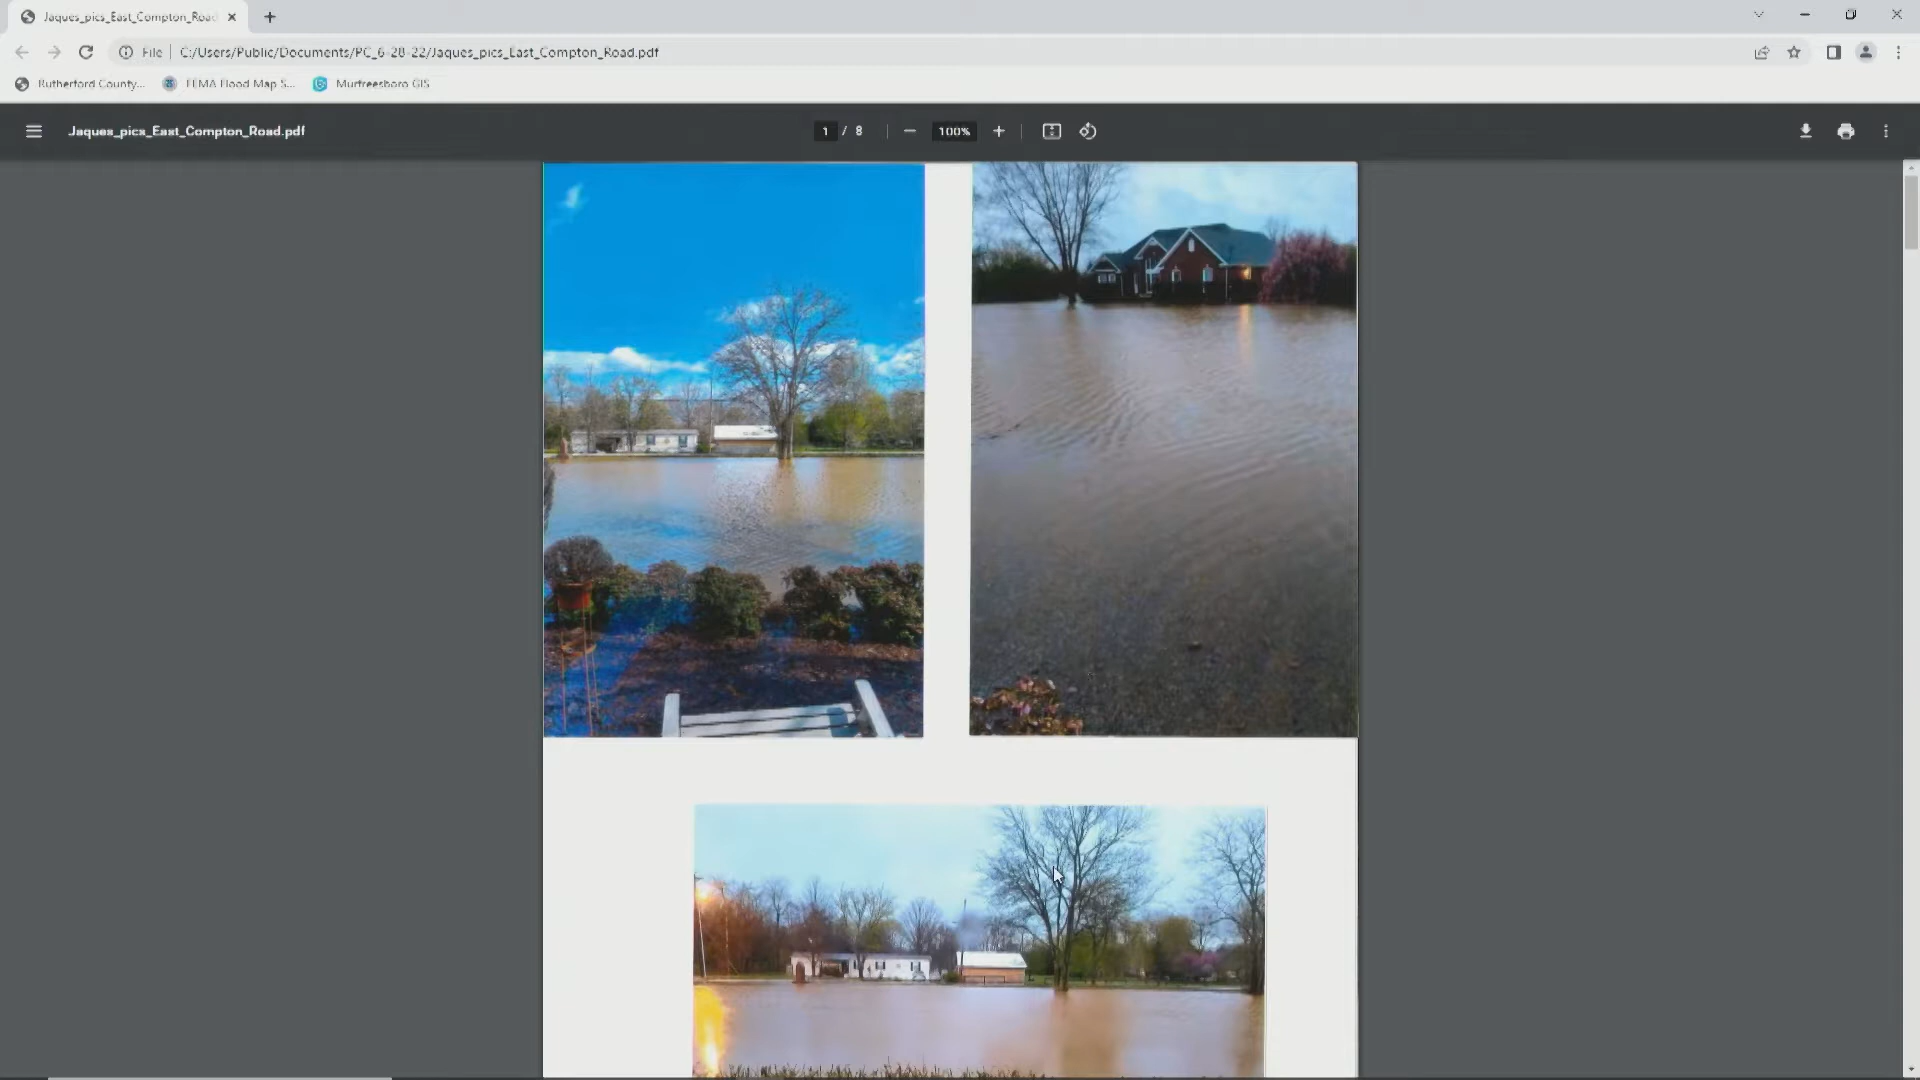 Jaques_pics_East_Compton_Road
File
C:/Users/Public/Documents/PC_6-28-22/Jaques_pics_East_Compton_Road.pdf
Rutherford County...
FEMA Flood Map S...
Murfreesboro GIS
Jaques_pics_East_Compton_Road.pdf
1 / 8
100%